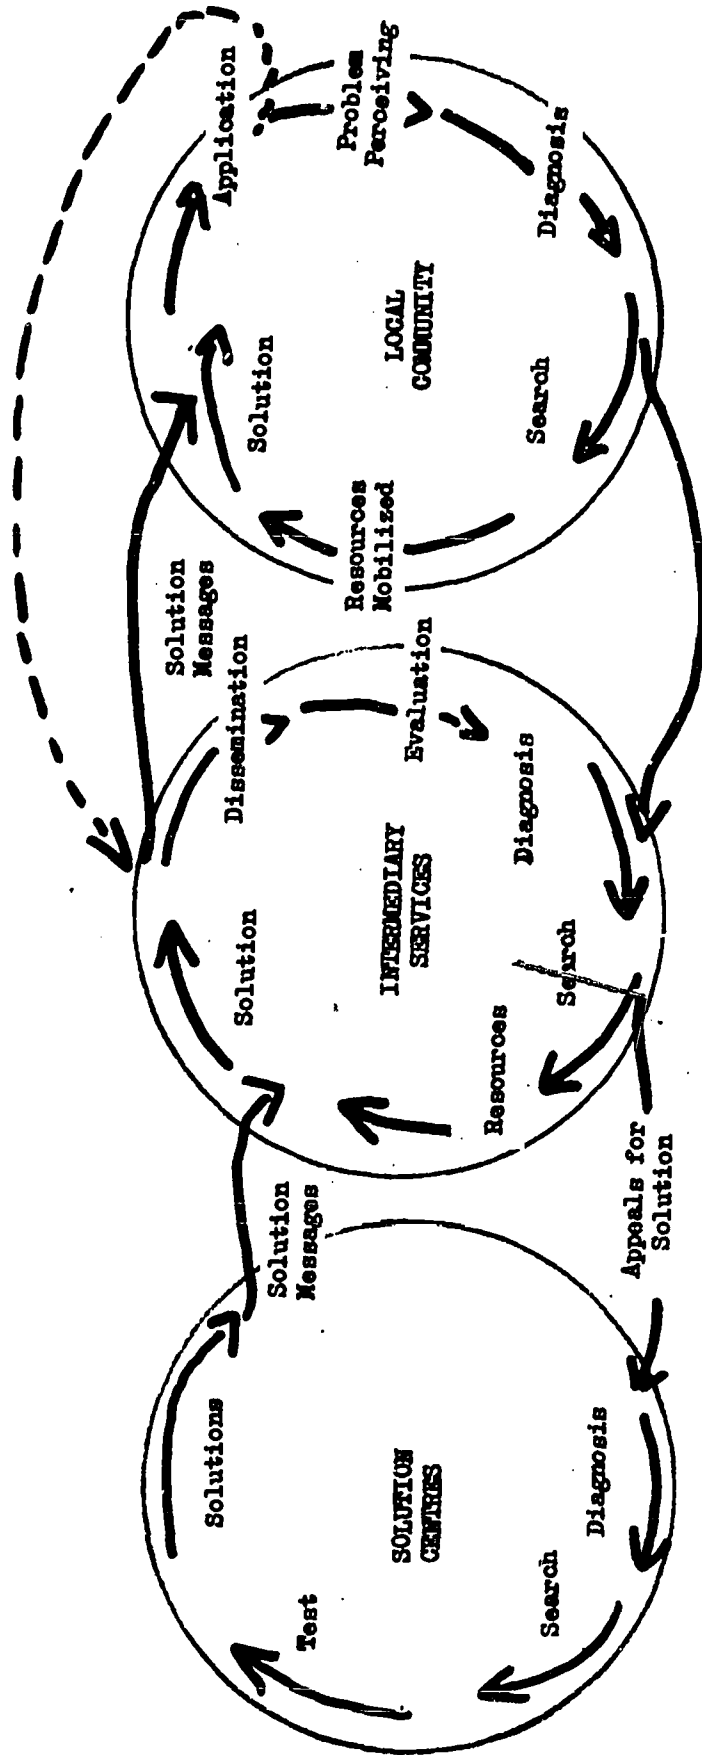 SOLUTION
CENTRES
Solutions
Test
Search
Diagnosis
Solution
Messages
Appeals for
Solution
INTERMEDIARY
SERVICES
Solution
Dissemination
Evaluation
Diagnosis
Search
Resources
Solution
Messages
LOCAL
COMMUNITY
Solution
Application
Problem
Perceiving
Diagnosis
Search
Resources
Mobilized